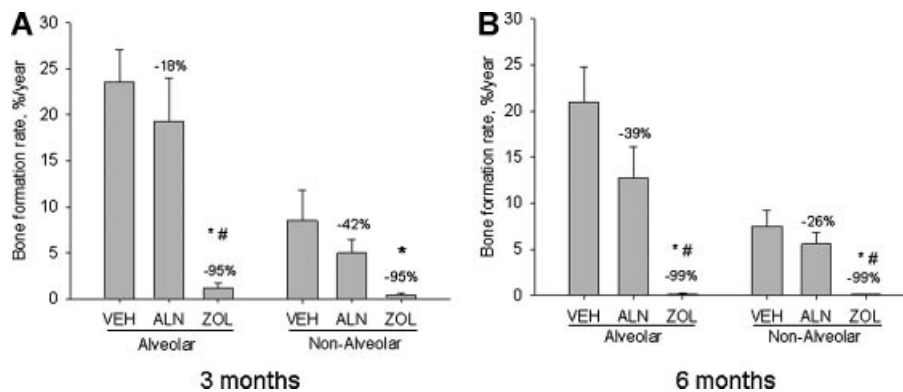 A
Bone formation rate, %/year
30
25
20
15
10
5
0
-18%
* #
-95%
-42%
*
-95%
VEH ALN ZOL VEH ALN ZOL
Alveolar Non-Alveolar
3 months
B
Bone formation rate, %/year
30
25
20
15
10
5
0
-39%
* #
-99%
-26%
* #
-99%
VEH ALN ZOL VEH ALN ZOL
Alveolar Non-Alveolar
6 months